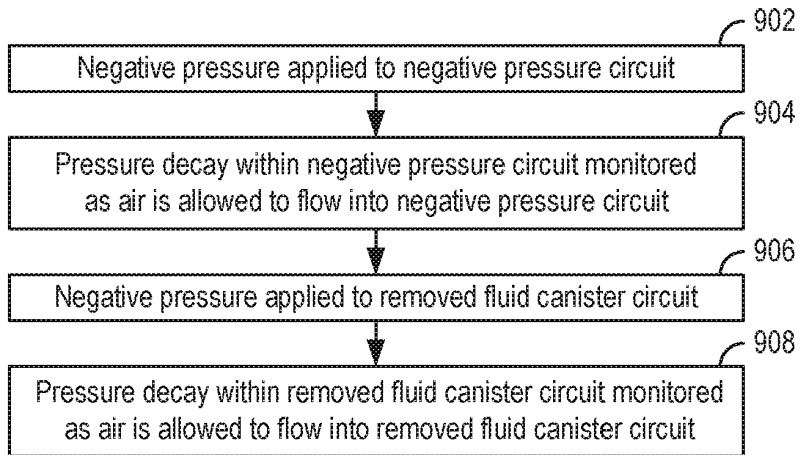 902
Negative pressure applied to negative pressure circuit
904
Pressure decay within negative pressure circuit monitored
as air is allowed to flow into negative pressure circuit
906
Negative pressure applied to removed fluid canister circuit
908
Pressure decay within removed fluid canister circuit monitored
as air is allowed to flow into removed fluid canister circuit